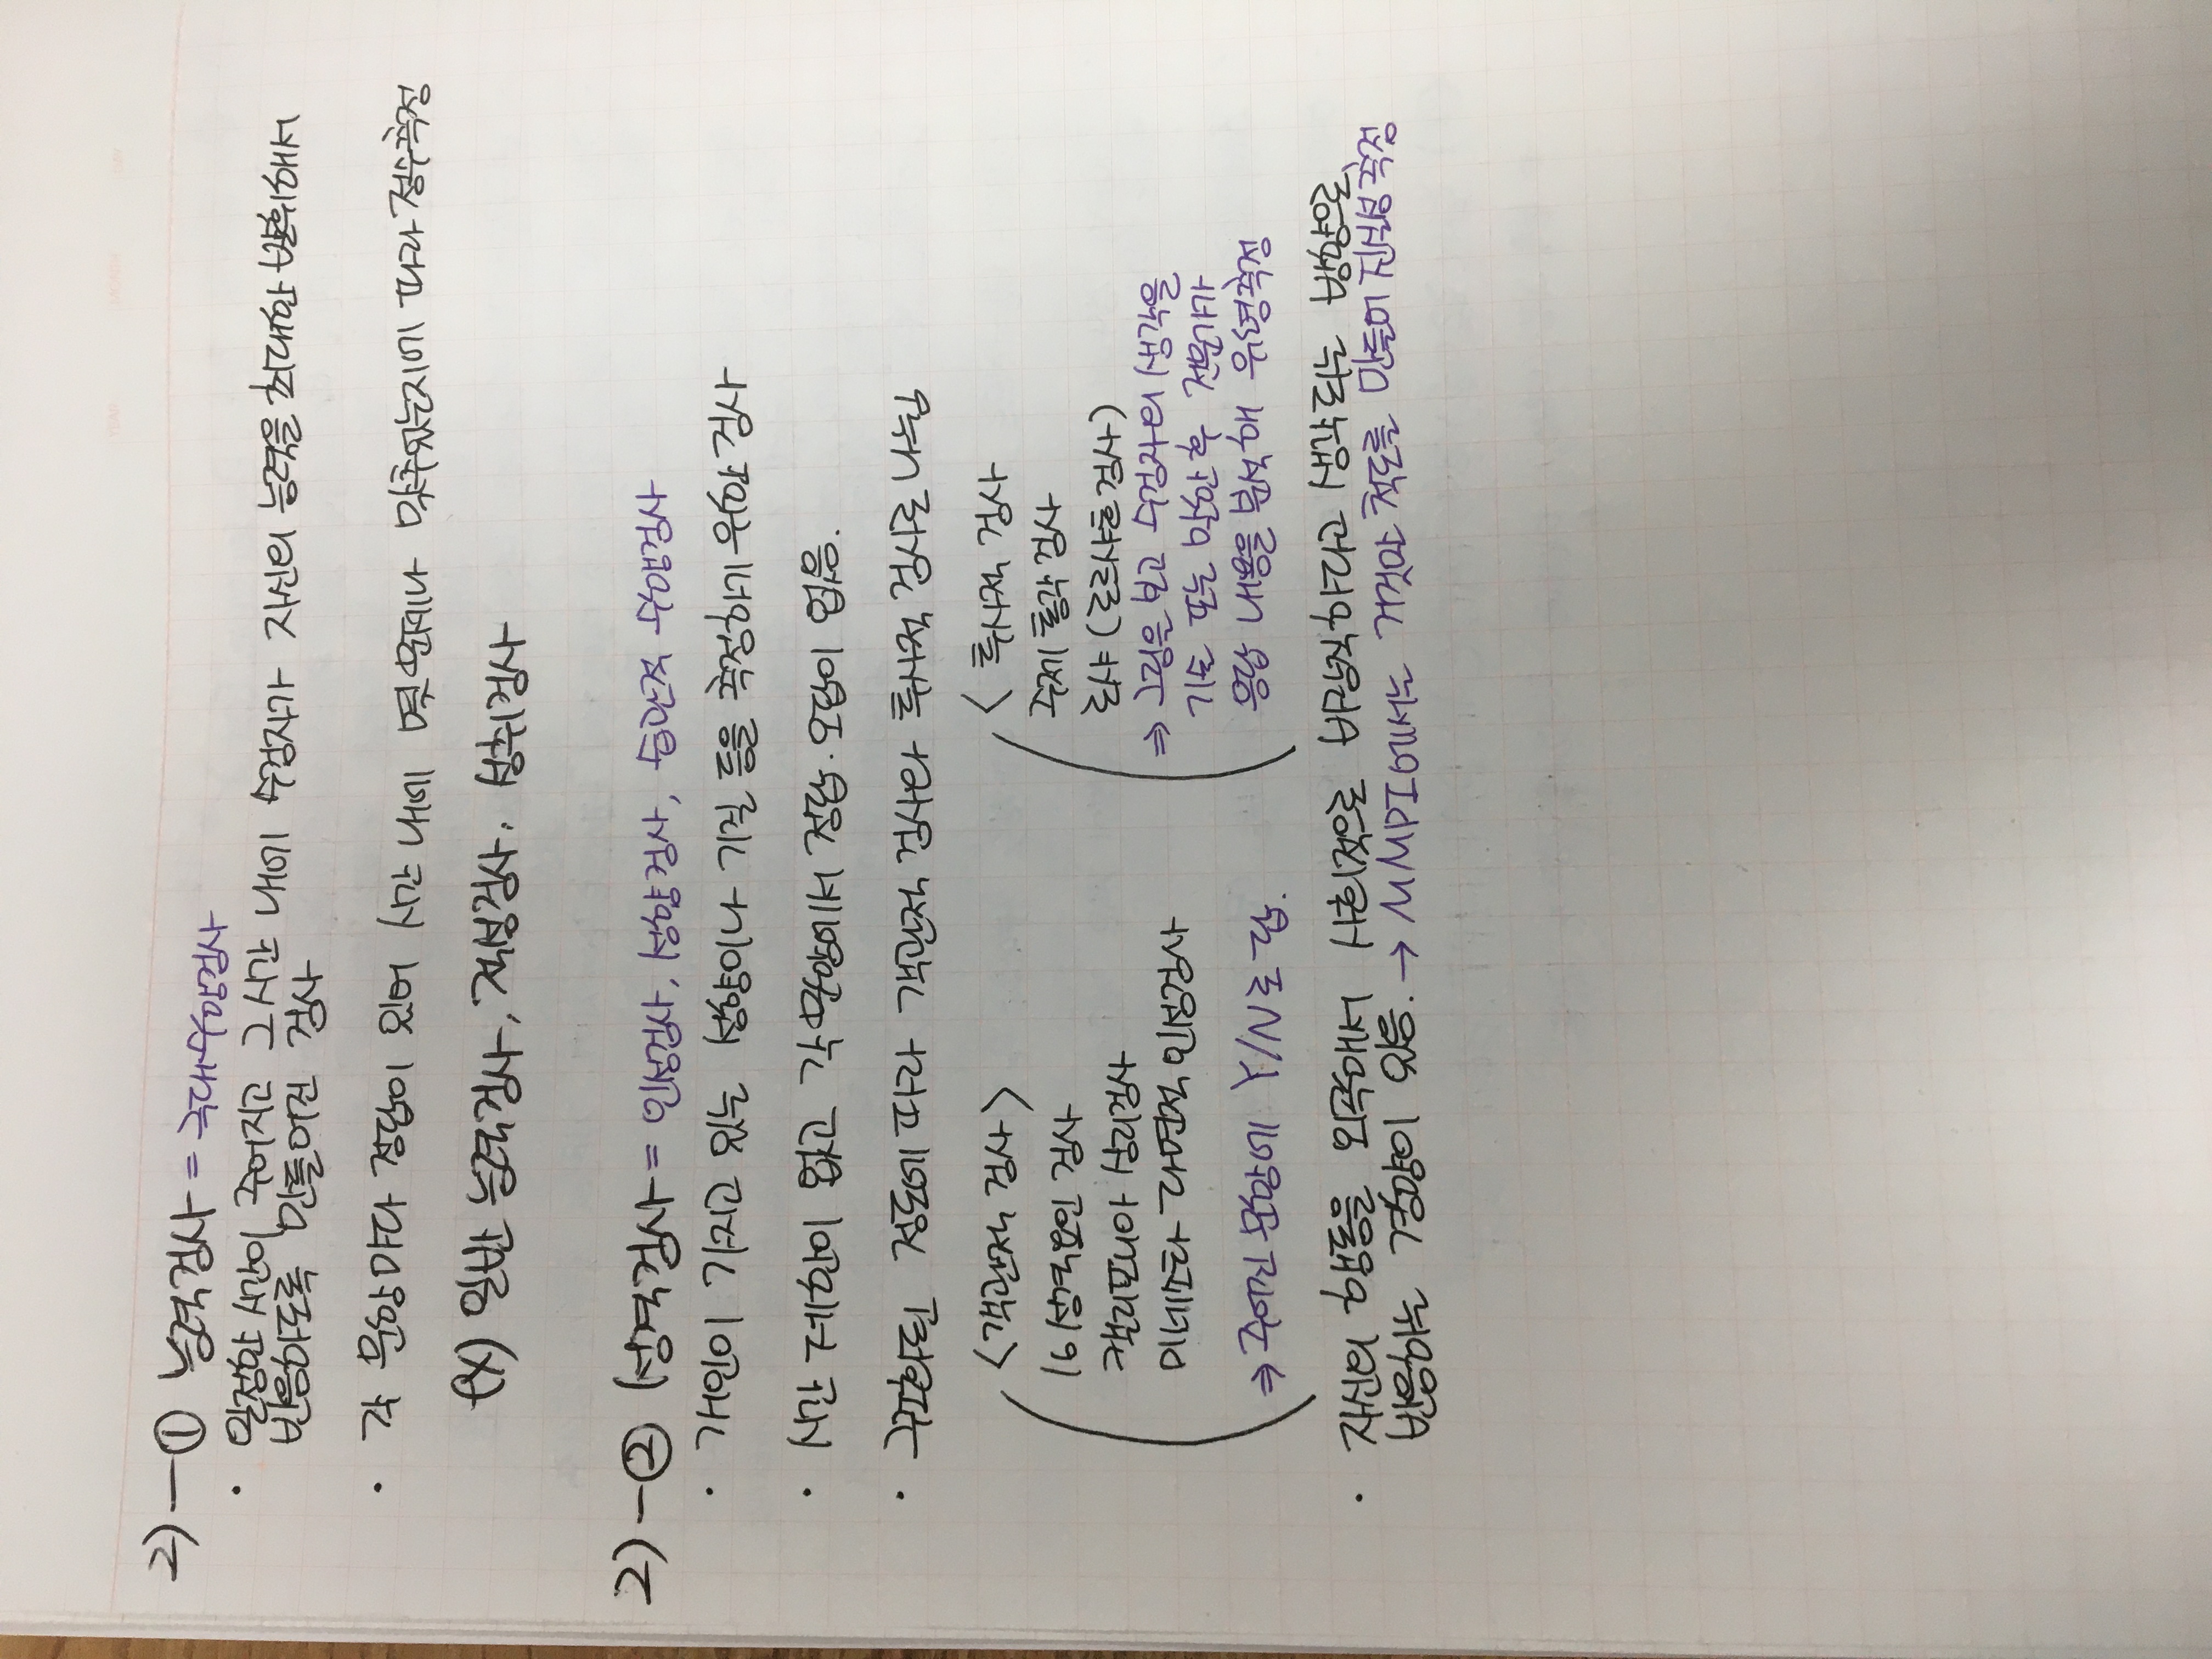 2) - ① 능력검사 = 극대수행검사
· 일정한 시간이 주어지고 그 시간 내에 수검자가 자신의 능력을 최대한 발휘해서
반응하도록 만들어진 검사
· 각 문항마다 정답이 있어 시간 내에 몇 문제나 맞추었는지에 따라 점수측정
ex) 일반 능력검사, 적성검사, 성취검사
2) - ② 성격검사 = 인성검사, 성향검사, 습관적 수행검사
· 개인이 가지고 있는 성향이나 기질 등을 측정하기 위한 검사
· 시간 제한이 없고 각 문항에서 정답·오답이 없음.
· 구조화된 정도에 따라 객관적 검사와 투사적 검사로 나뉨
<객관적 검사>
16성격요인 검사
캘리포니아 심리검사
미네소타 다면적 인성검사
⇒ 주어진 문항에 Y/N로 답.
< 투사적 검사
주제 통각 검사
로샤 (로르샤흐 검사)
⇒ 그림을 보고 수검자의 생각을
기술 또는 말한 후 전문가가
응답 내용을 분석해 유형측정
· 자신의 행동을 왜곡해서 사회적으로 바람직하다고 생각되는 방향으로
반응하는 경향이 있음. → MMPI에서는 거짓말 척도를 만들어 진실성 측정